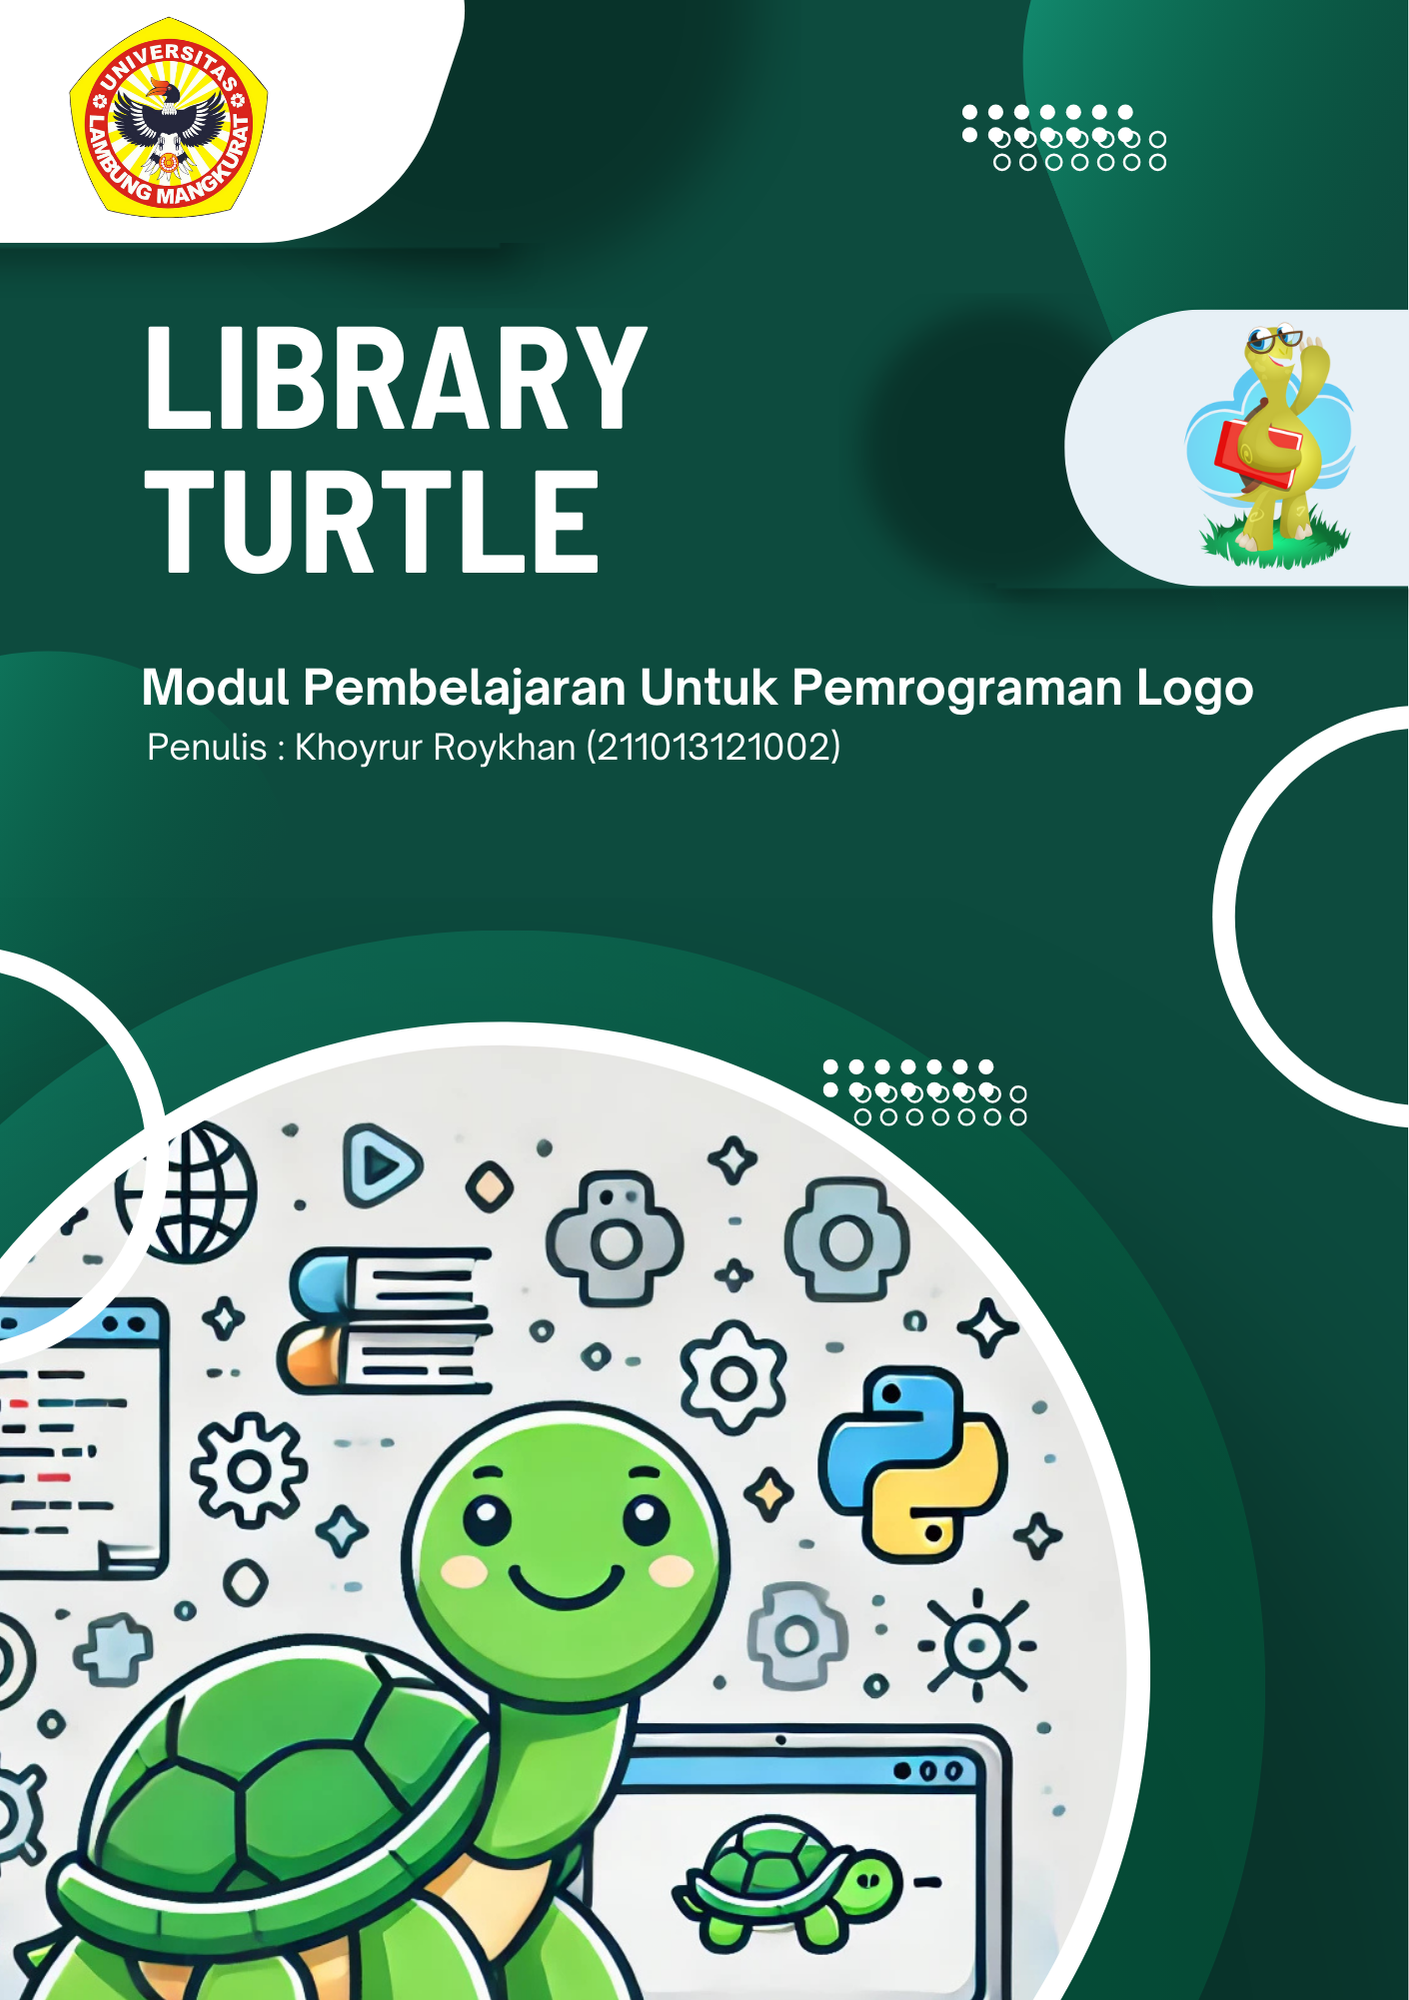 UNIVERSITAS
LAMBUNG MANGKURAT
LIBRARY
TURTLE
Modul Pembelajaran Untuk Pemrograman Logo
Penulis : Khoyrur Roykhan (211013121002)